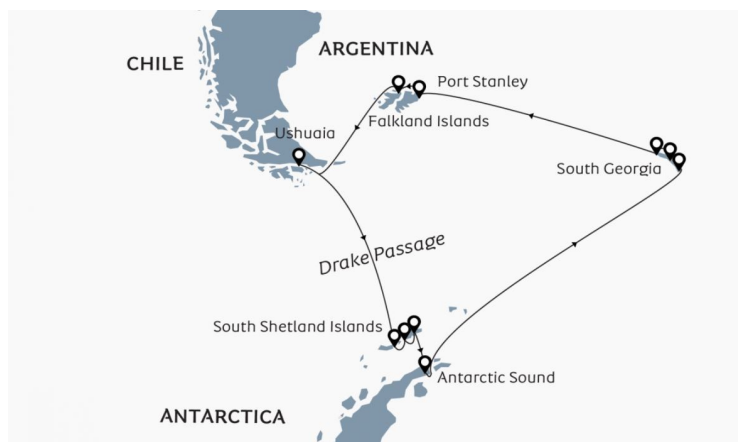 ARGENTINA
CHILE
Port Stanley
Falkland Islands
Ushuaia
South Georgia
Drake Passage
South Shetland Islands
Antarctic Sound
ANTARCTICA